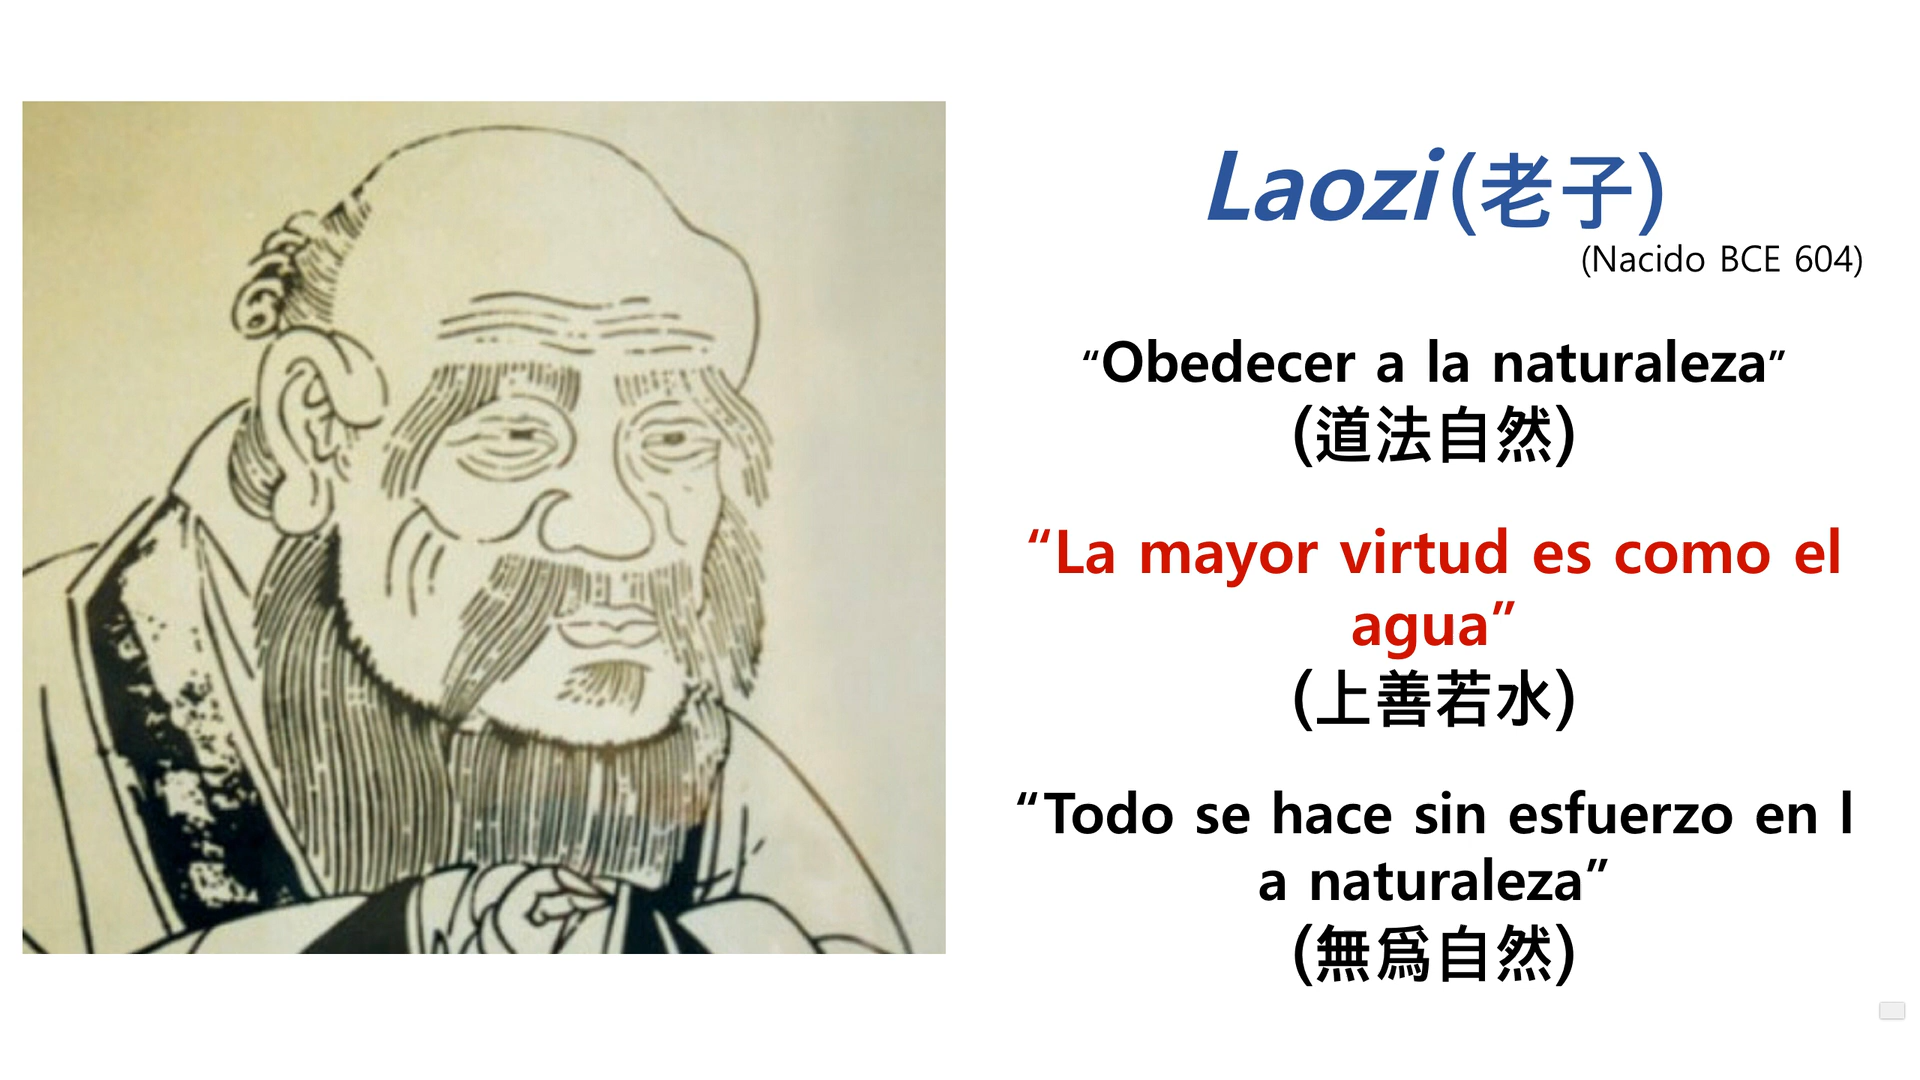 Laozi(老子)
(Nacido BCE 604)
“Obedecer a la naturaleza”
(道法自然)
“La mayor virtud es como el
agua”
(上善若水)
“Todo se hace sin esfuerzo en l
a naturaleza”
(無爲自然)